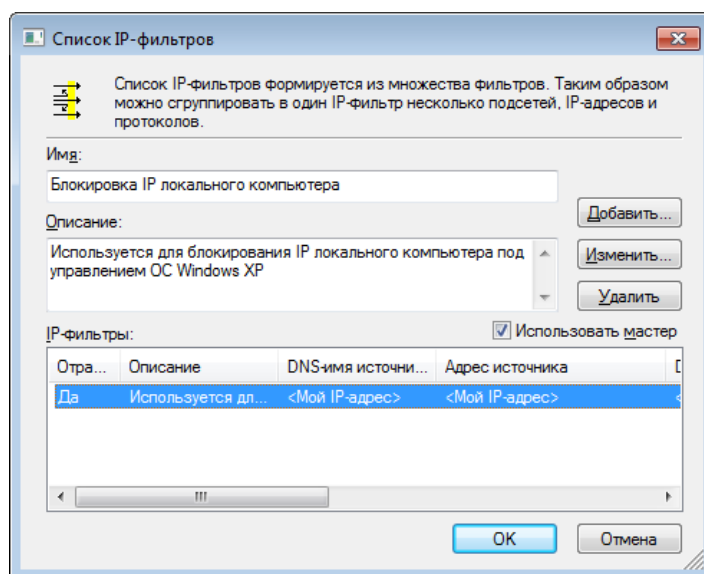 Список IP-фильтров
Список IP-фильтров формируется из множества фильтров. Таким образом
можно сгруппировать в один IP-фильтр несколько подсетей, IP-адресов и
протоколов.
Имя:
Блокировка IP локального компьютера
Описание:
Добавить...
Используется для блокирования IP локального компьютера под
управлением ОС Windows XP
Изменить...
Удалить
IP-фильтры:
Использовать мастер
Отра... Описание DNS-имя источни... Адрес источника
Да Используется дл... <Мой IP-адрес> <Мой IP-адрес>
OK Отмена